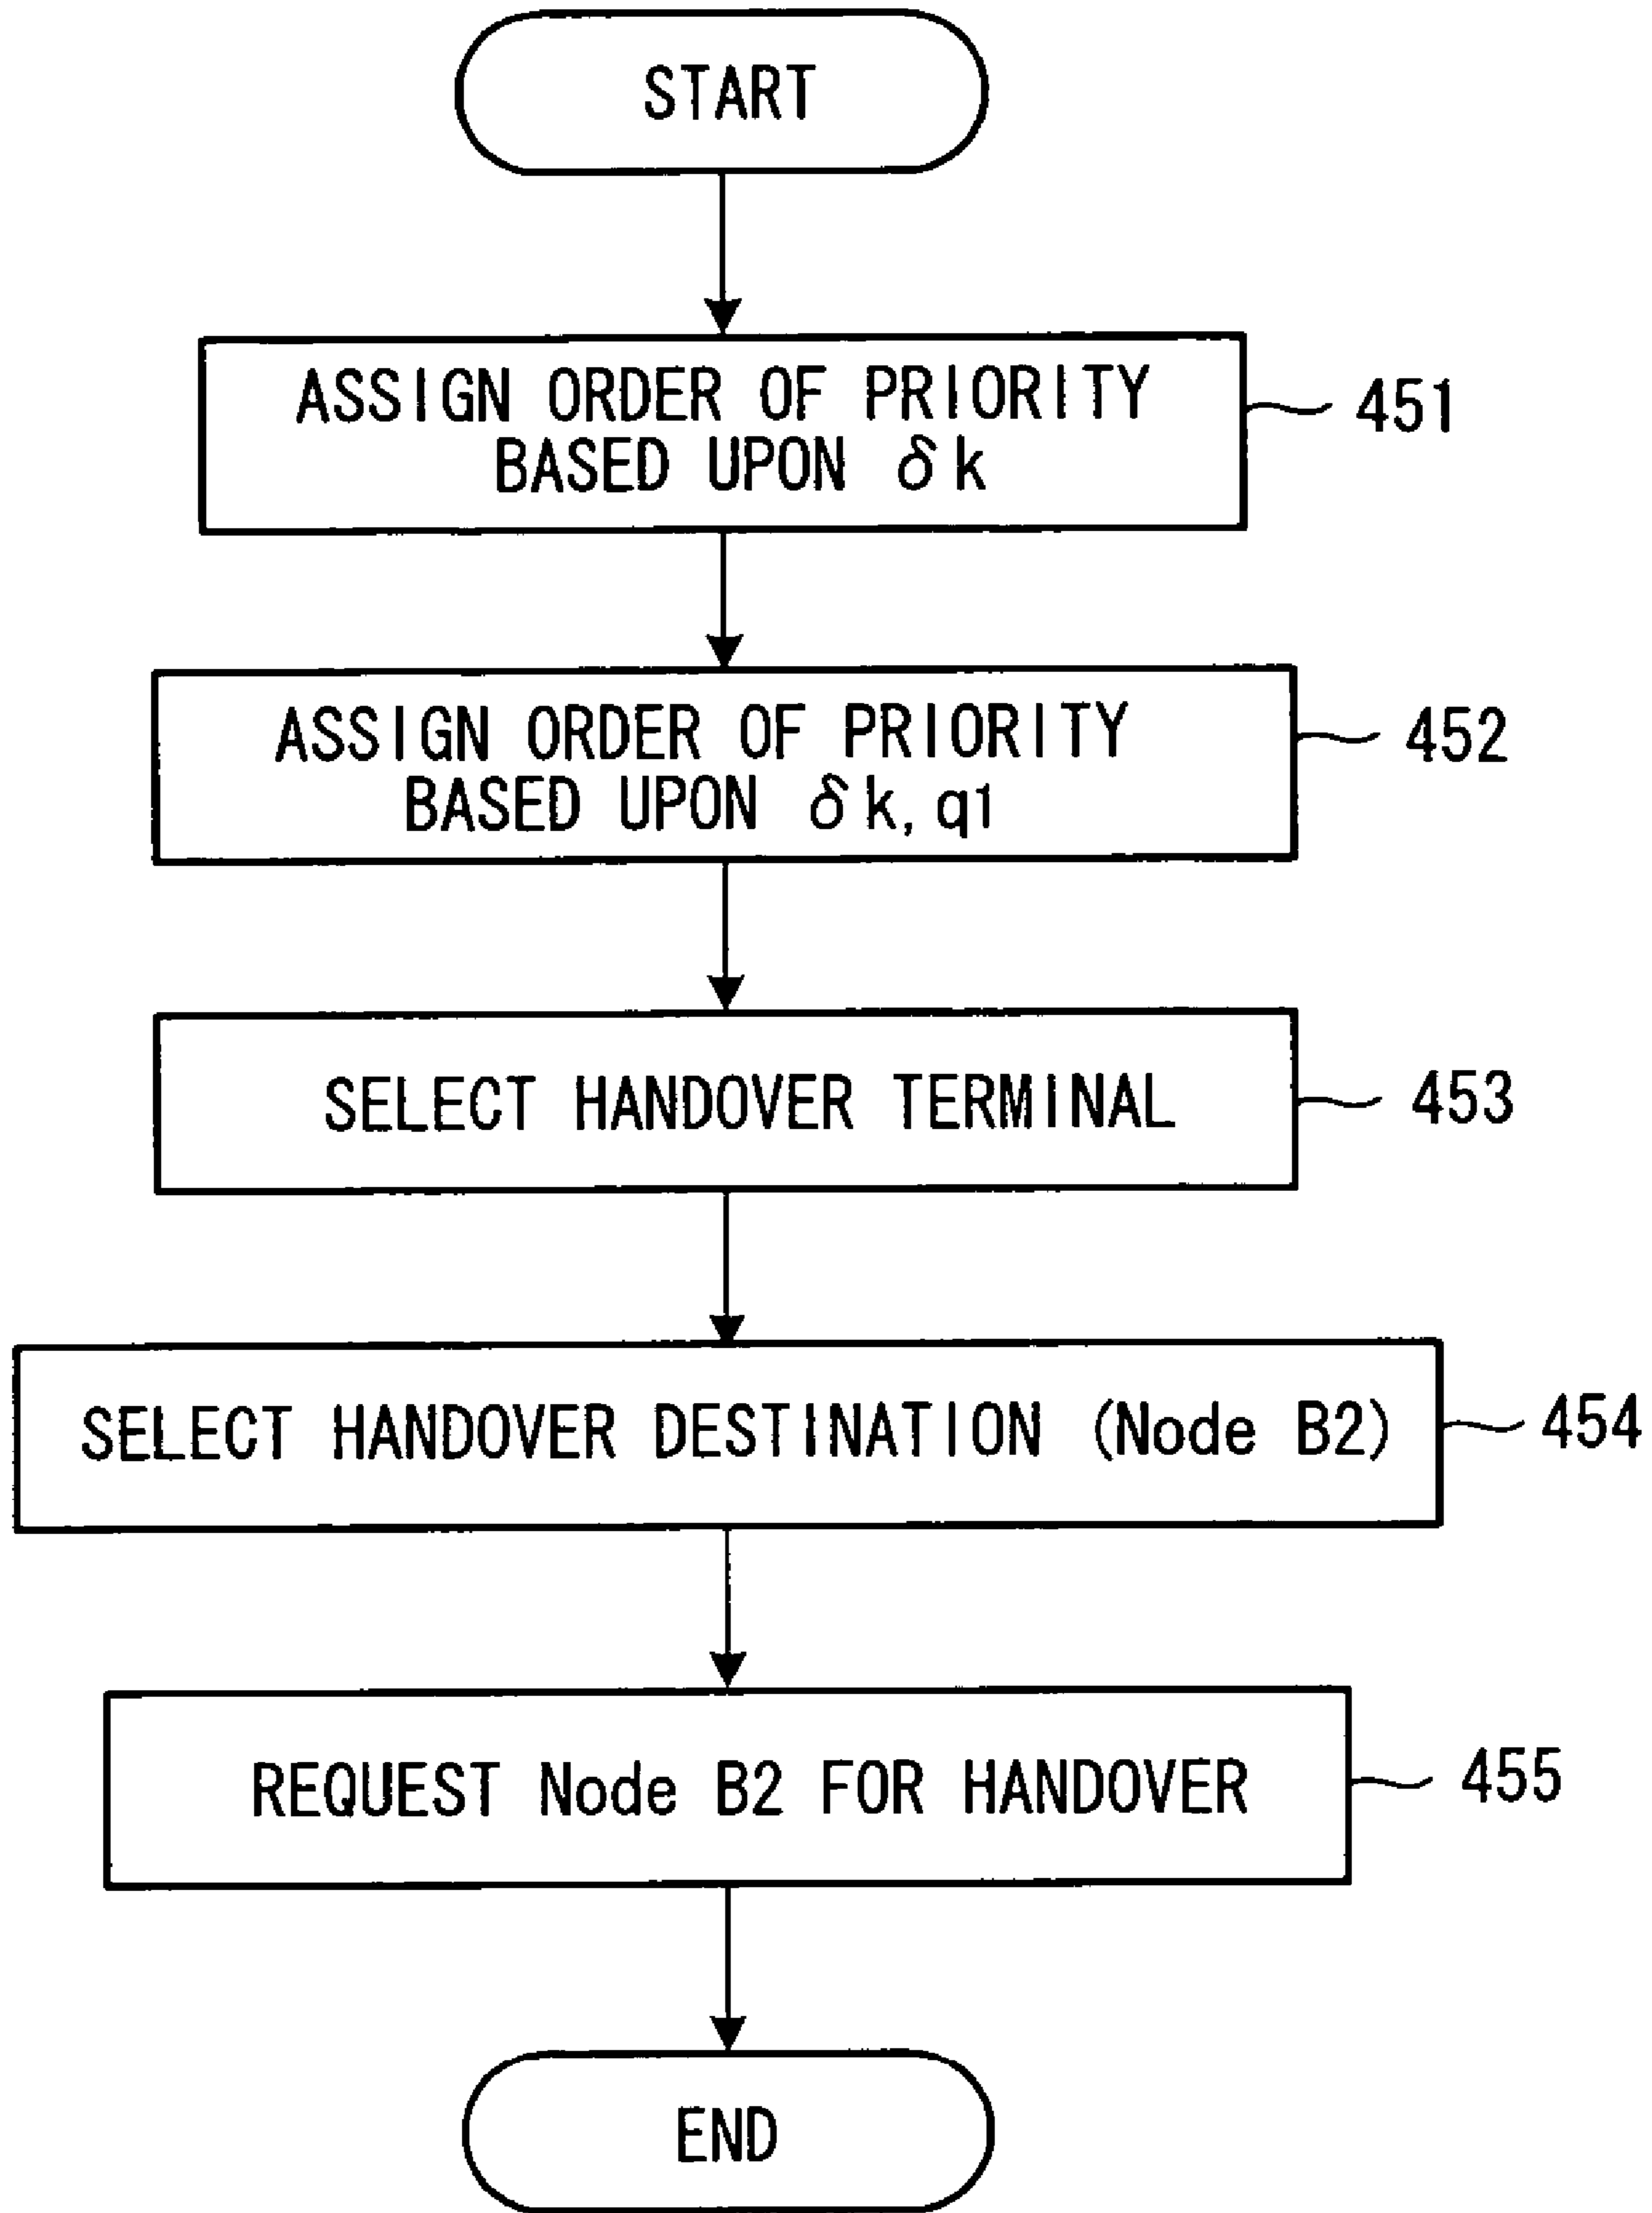 START
ASSIGN ORDER OF PRIORITY
BASED UPON δk
451
ASSIGN ORDER OF PRIORITY
BASED UPON δk, q1
452
SELECT HANDOVER TERMINAL
453
SELECT HANDOVER DESTINATION (Node B2)
454
REQUEST Node B2 FOR HANDOVER
455
END